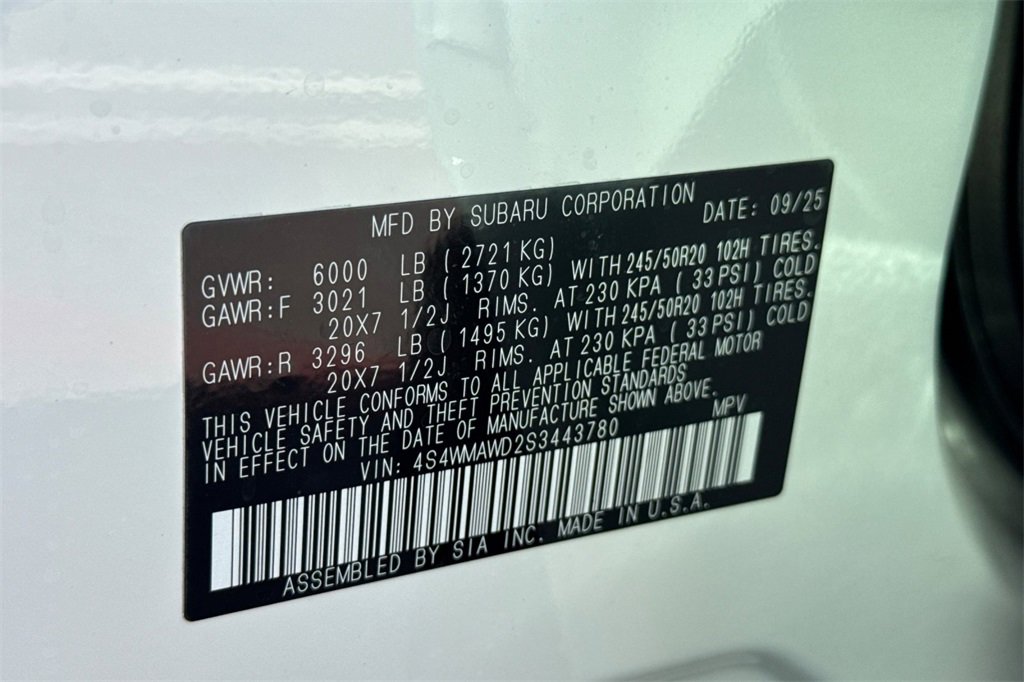 MFD BY SUBARU CORPORATION DATE: 09/25
GVWR: 6000 LB ( 2721 KG)
GAWR:F 3021 LB ( 1370 KG) WITH 245/50R20 102H TIRES.
20X7 1/2J RIMS. AT 230 KPA ( 33 PSI) COLD
GAWR:R 3296 LB ( 1495 KG) WITH 245/50R20 102H TIRES.
20X7 1/2J RIMS. AT 230 KPA ( 33 PSI) COLD
THIS VEHICLE CONFORMS TO ALL APPLICABLE FEDERAL MOTOR
VEHICLE SAFETY AND THEFT PREVENTION STANDARDS
IN EFFECT ON THE DATE OF MANUFACTURE SHOWN ABOVE.
VIN: 4S4WMAWD2S3443780 MPV
ASSEMBLED BY SIA INC. MADE IN U.S.A.